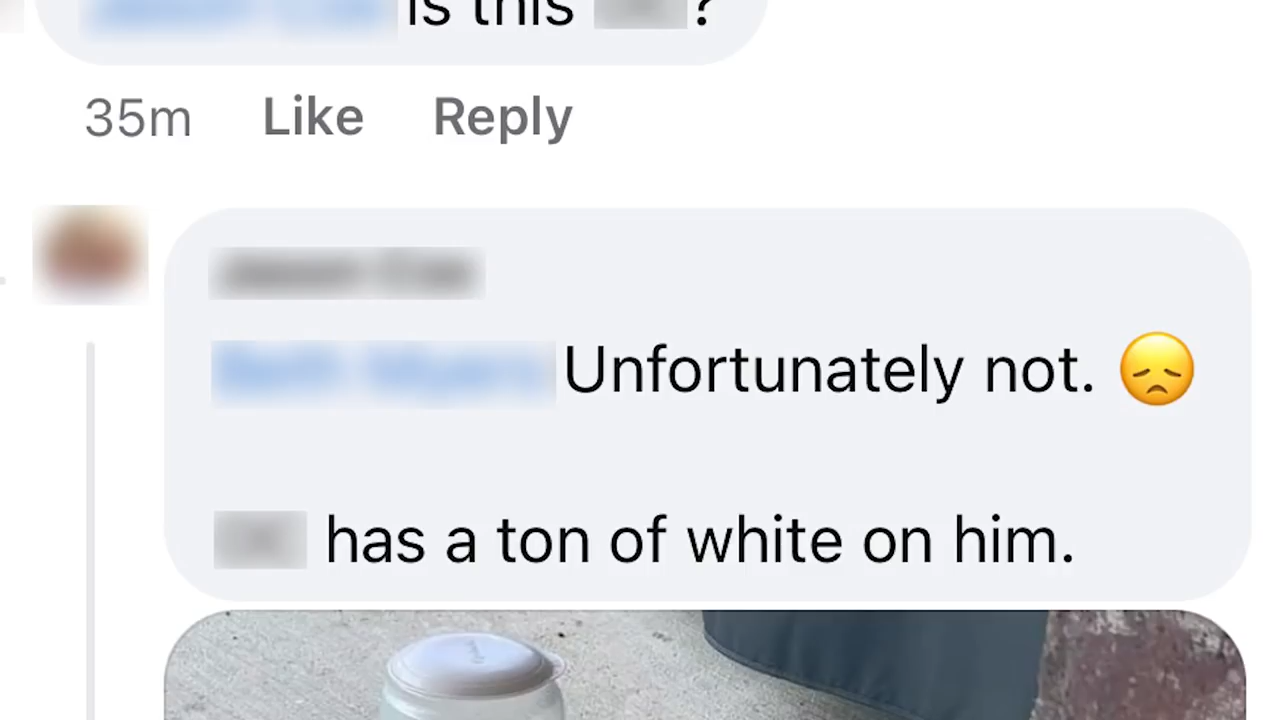 is this ?
35m Like Reply
Unfortunately not. 😞
has a ton of white on him.